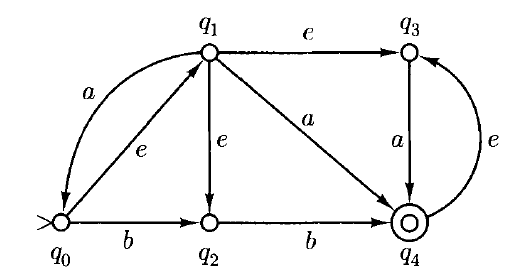 q₁ q₃
e
a a
e e a e
>
b b
q₀ q₂ q₄